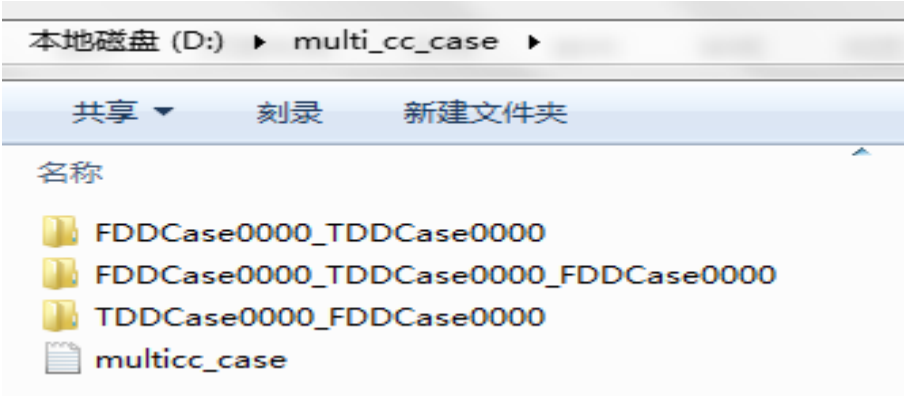 本地磁盘 (D:) ▸ multi_cc_case ▸
共享 刻录 新建文件夹
名称
FDDCase0000_TDDCase0000
FDDCase0000_TDDCase0000_FDDCase0000
TDDCase0000_FDDCase0000
multicc_case